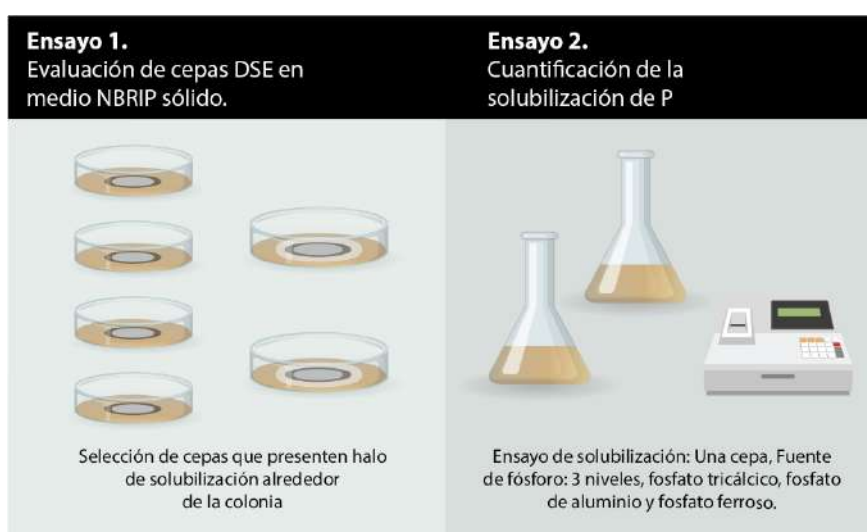 Ensayo 1.
Evaluación de cepas DSE en
medio NBRIP sólido.
Ensayo 2.
Cuantificación de la
solubilización de P
Selección de cepas que presenten halo
de solubilización alrededor
de la colonia
Ensayo de solubilización: Una cepa, Fuente
de fósforo: 3 niveles, fosfato tricálcico, fosfato
de aluminio y fosfato ferroso.